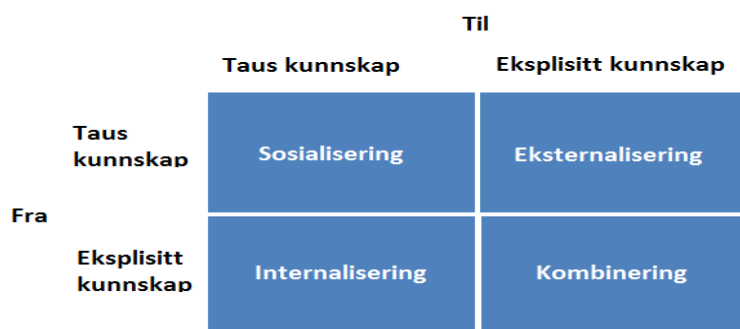 Til
Taus kunnskap
Eksplisitt kunnskap
Taus
kunnskap
Sosialisering
Eksternalisering
Fra
Eksplisitt
kunnskap
Internalisering
Kombinering